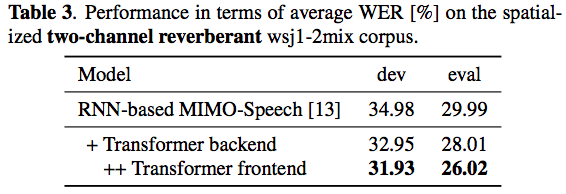 Table 3. Performance in terms of average WER [%] on the spatial-
ized two-channel reverberant wsj1-2mix corpus.
Model dev eval
RNN-based MIMO-Speech [13] 34.98 29.99
+ Transformer backend 32.95 28.01
++ Transformer frontend 31.93 26.02